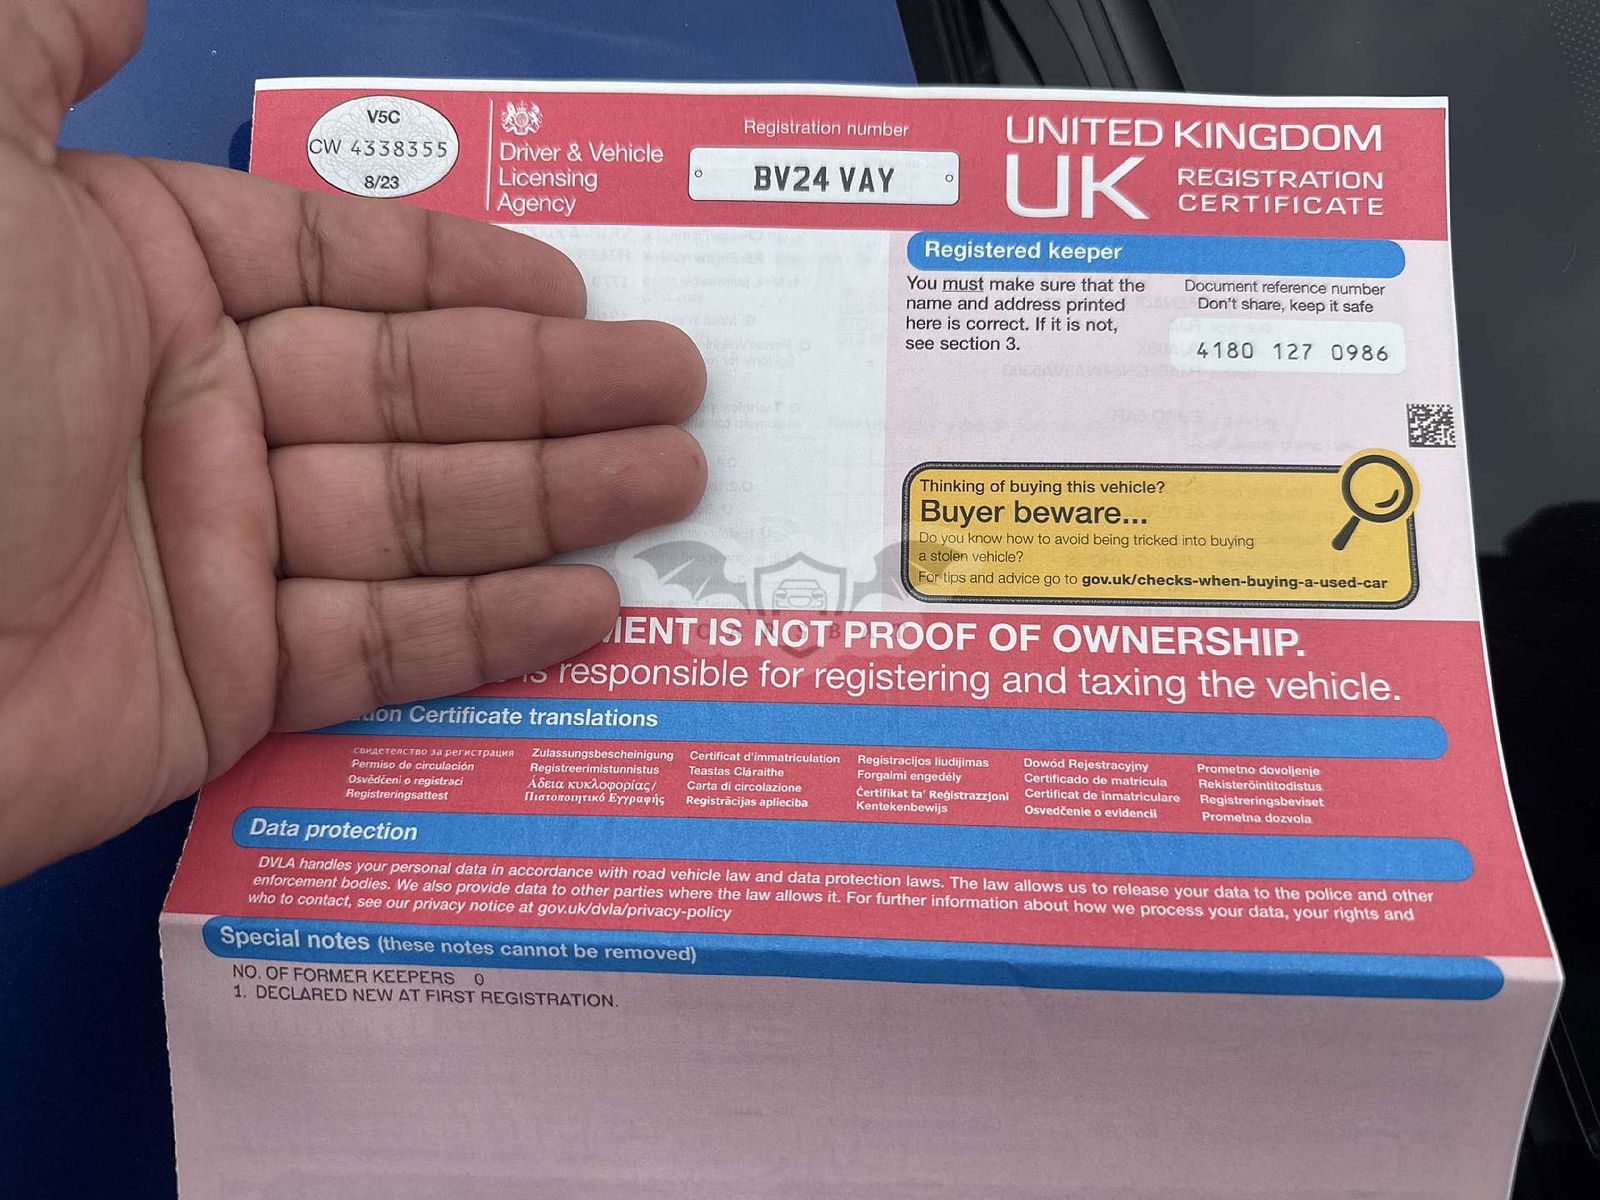 V5C
CW 4338355
8/23
Driver & Vehicle
Licensing
Agency
Registration number
BV24 VAY
UNITED KINGDOM
UK REGISTRATION
CERTIFICATE
Registered keeper
You must make sure that the
name and address printed
here is correct. If it is not,
see section 3.
Document reference number
Don't share, keep it safe
4180 127 0986
Thinking of buying this vehicle?
Buyer beware...
Do you know how to avoid being tricked into buying
a stolen vehicle?
For tips and advice go to gov.uk/checks-when-buying-a-used-car
MENT IS NOT PROOF OF OWNERSHIP.
is responsible for registering and taxing the vehicle.
Certificate translations
свидетелство за регистрация
Permiso de circulación
Osvědčení o registraci
Registreringsattest
Zulassungsbescheinigung
Registreerimistunnistus
Άδεια κυκλοφορίας/
Πιστοποιητικό Εγγραφής
Certificat d'immatriculation
Teastas Cláraithe
Carta di circolazione
Reģistrācijas apliecība
Registracijos liudijimas
Forgalmi engedély
Ċertifikat ta' Reġistrazzjoni
Kentekenbewijs
Dowód Rejestracyjny
Certificado de matrícula
Certificat de înmatriculare
Osvedčenie o evidencii
Prometno dovoljenje
Rekisteröintitodistus
Registreringsbeviset
Prometna dozvola
Data protection
DVLA handles your personal data in accordance with road vehicle law and data protection laws. The law allows us to release your data to the police and other
enforcement bodies. We also provide data to other parties where the law allows it. For further information about how we process your data, your rights and
who to contact, see our privacy notice at gov.uk/dvla/privacy-policy
Special notes (these notes cannot be removed)
NO. OF FORMER KEEPERS 0
1. DECLARED NEW AT FIRST REGISTRATION.